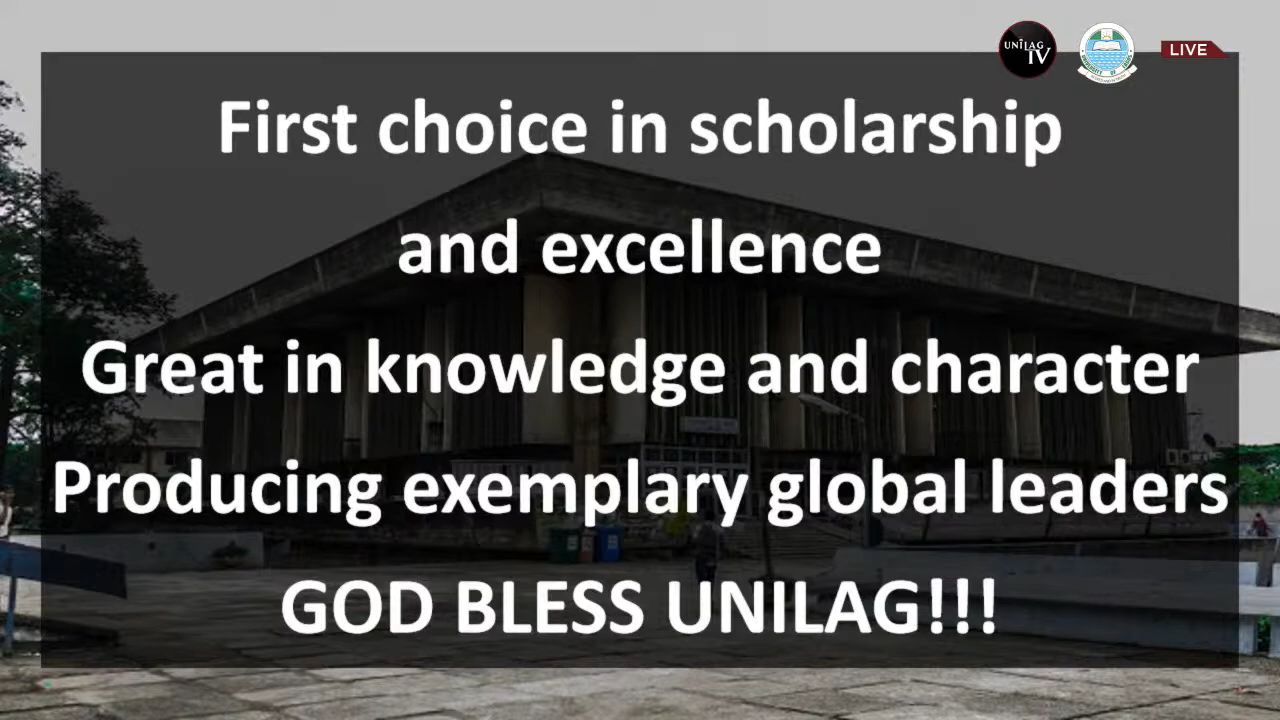 UNILAG
TV
LIVE
First choice in scholarship
and excellence
Great in knowledge and character
Producing exemplary global leaders
GOD BLESS UNILAG!!!